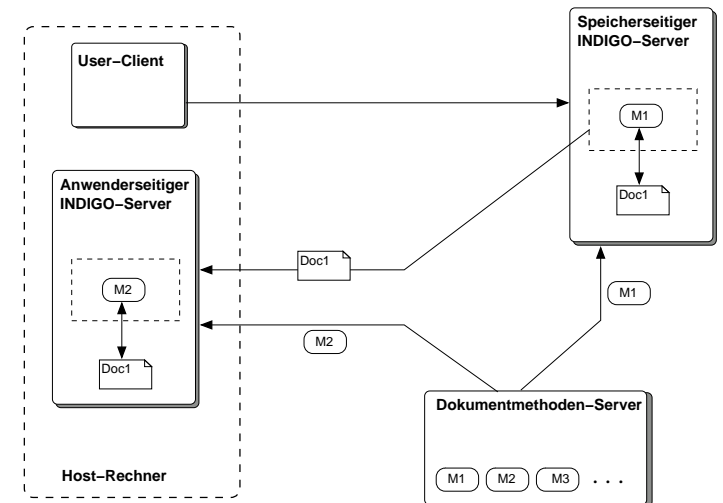 Speicherseitiger
INDIGO–Server
User–Client
M1
Doc1
Anwenderseitiger
INDIGO–Server
Doc1
M2
M1
M2
Doc1
Dokumentmethoden–Server
Host–Rechner
M1 M2 M3 . . .